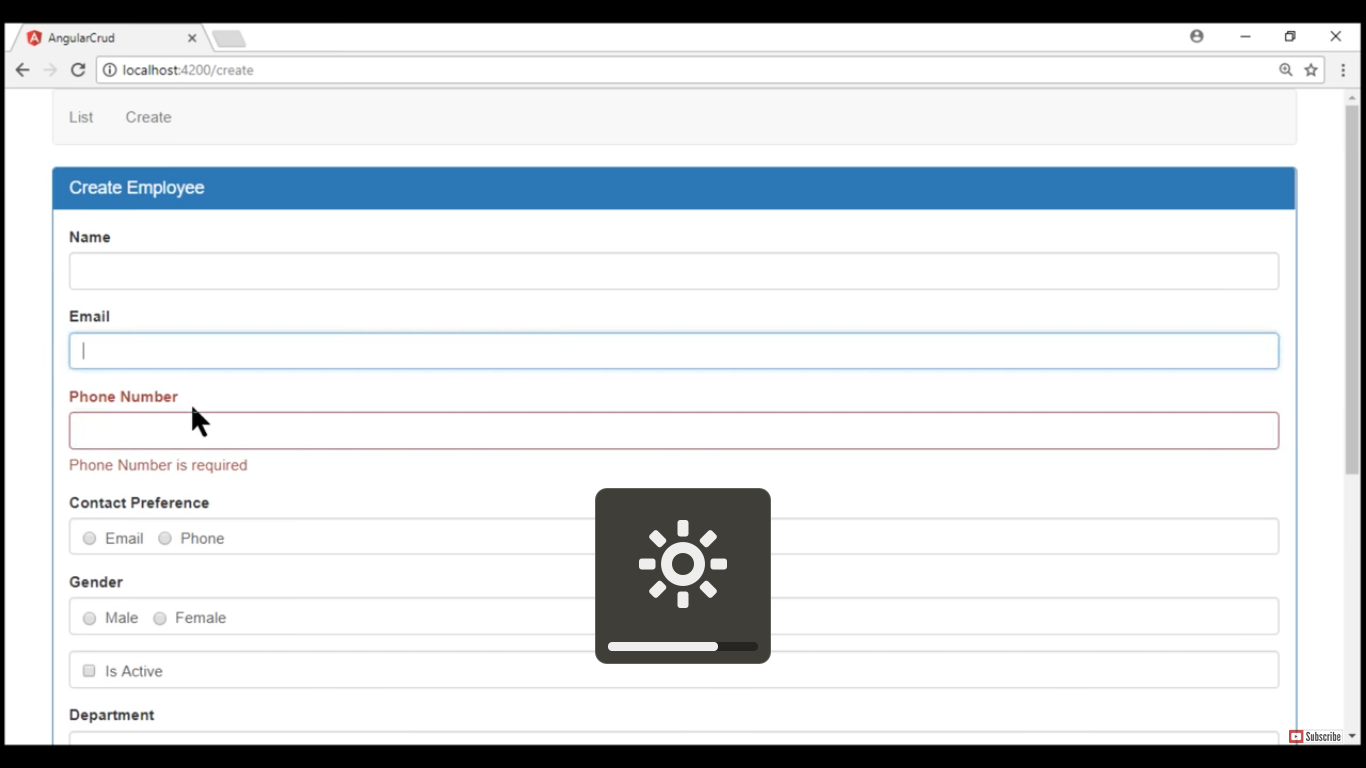 AngularCrud
localhost:4200/create
List Create
Create Employee
Name
Email
Phone Number
Phone Number is required
Contact Preference
Email Phone
Gender
Male Female
Is Active
Department
Subscribe